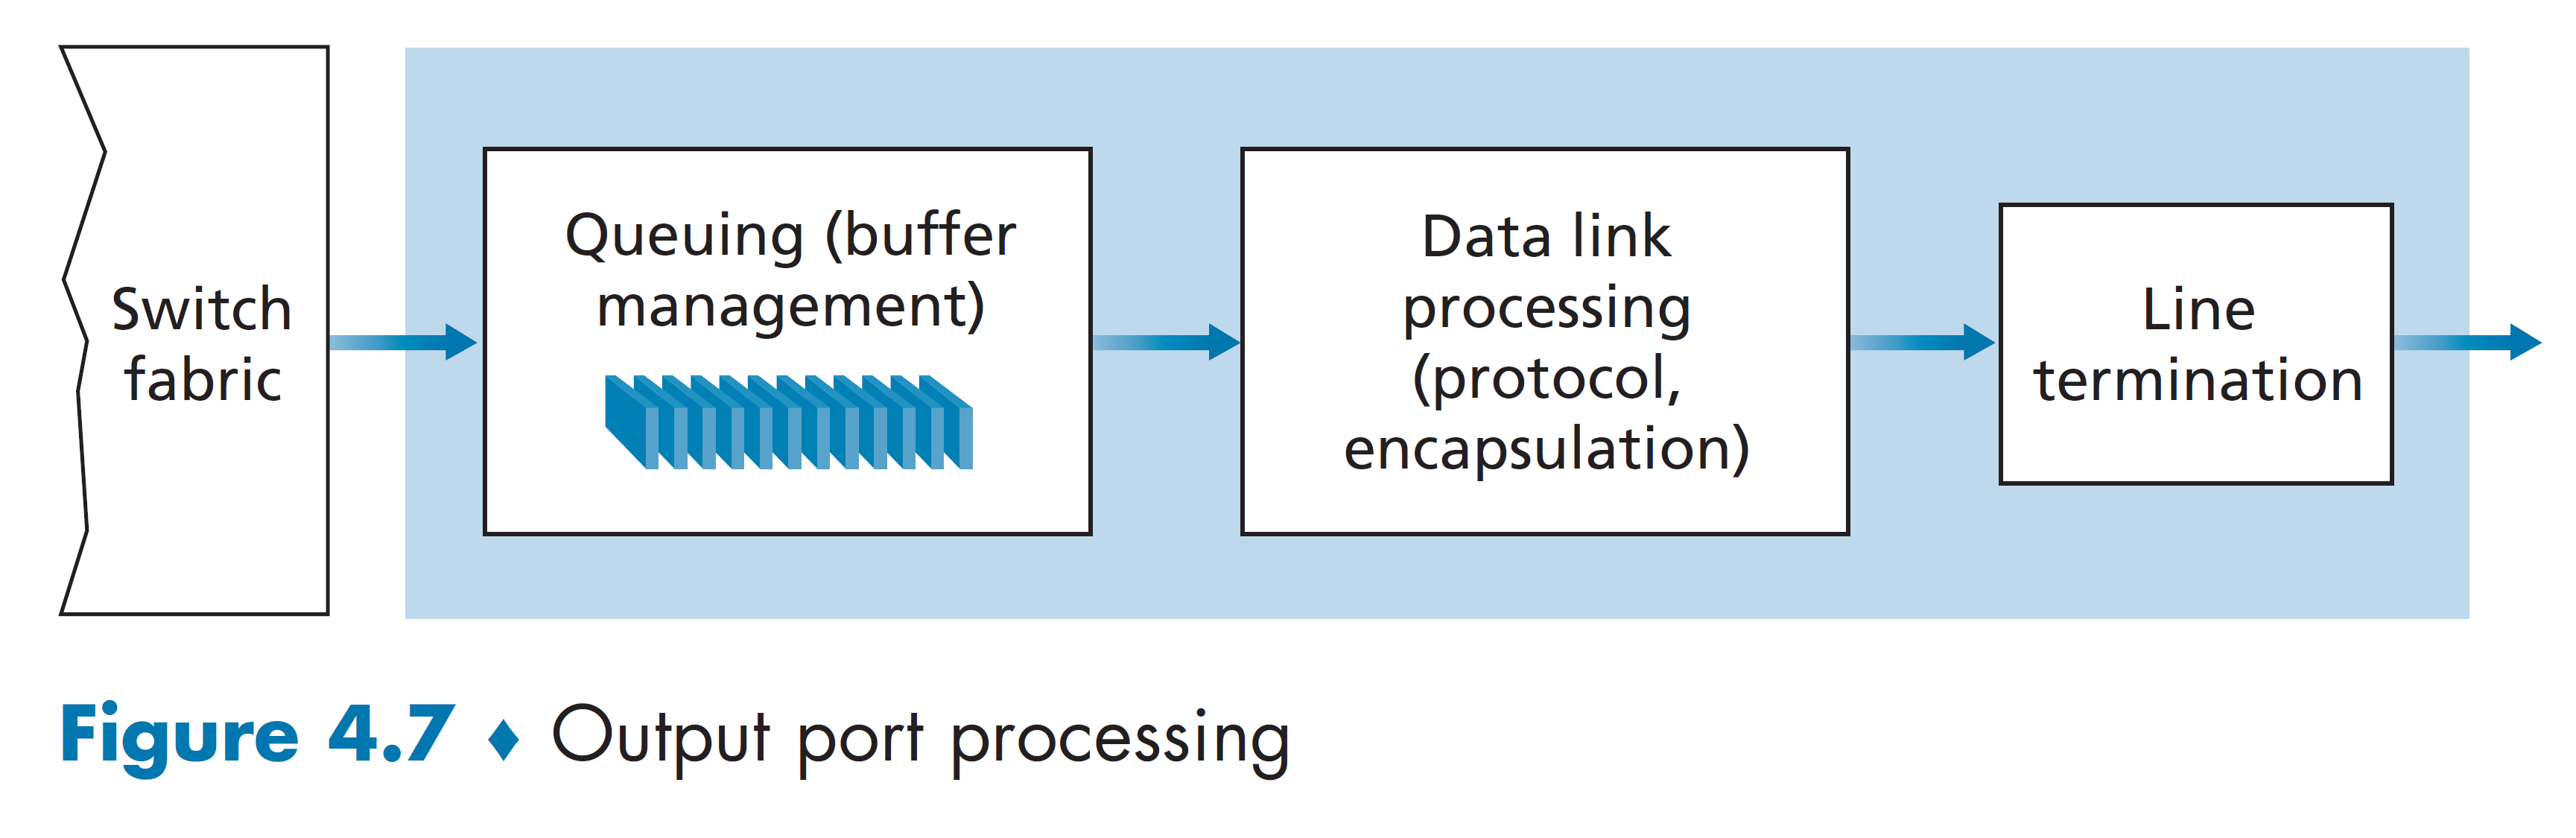 Switch
fabric
Queuing (buffer
management)
Data link
processing
(protocol,
encapsulation)
Line
termination
Figure 4.7 ♦ Output port processing